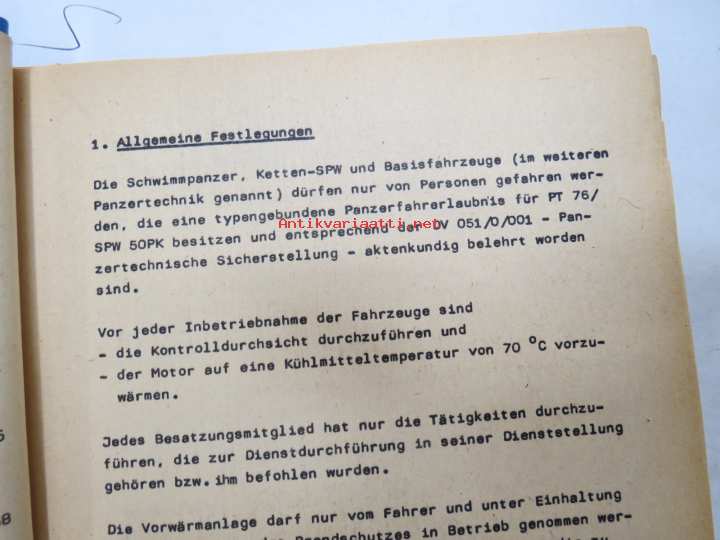 1. Allgemeine Festlegungen
Die Schwimmpanzer, Ketten-SPW und Basisfahrzeuge (im weiteren
Panzertechnik genannt) dürfen nur von Personen gefahren wer-
den, die eine typengebundene Panzerfahrerlaubnis für PT 76/
SPW 50PK besitzen und entsprechend der DV 051/0/001 - Pan-
zertechnische Sicherstellung - aktenkundig belehrt worden
sind.
Antikvariaatti.net
Vor jeder Inbetriebnahme der Fahrzeuge sind
- die Kontrolldurchsicht durchzuführen und
- der Motor auf eine Kühlmitteltemperatur von 70 °C vorzu-
wärmen.
Jedes Besatzungsmitglied hat nur die Tätigkeiten durchzu-
führen, die zur Dienstdurchführung in seiner Dienststellung
gehören bzw. ihm befohlen wurden.
Die Vorwärmanlage darf nur vom Fahrer und unter Einhaltung
Brandschutzes in Betrieb genommen wer-